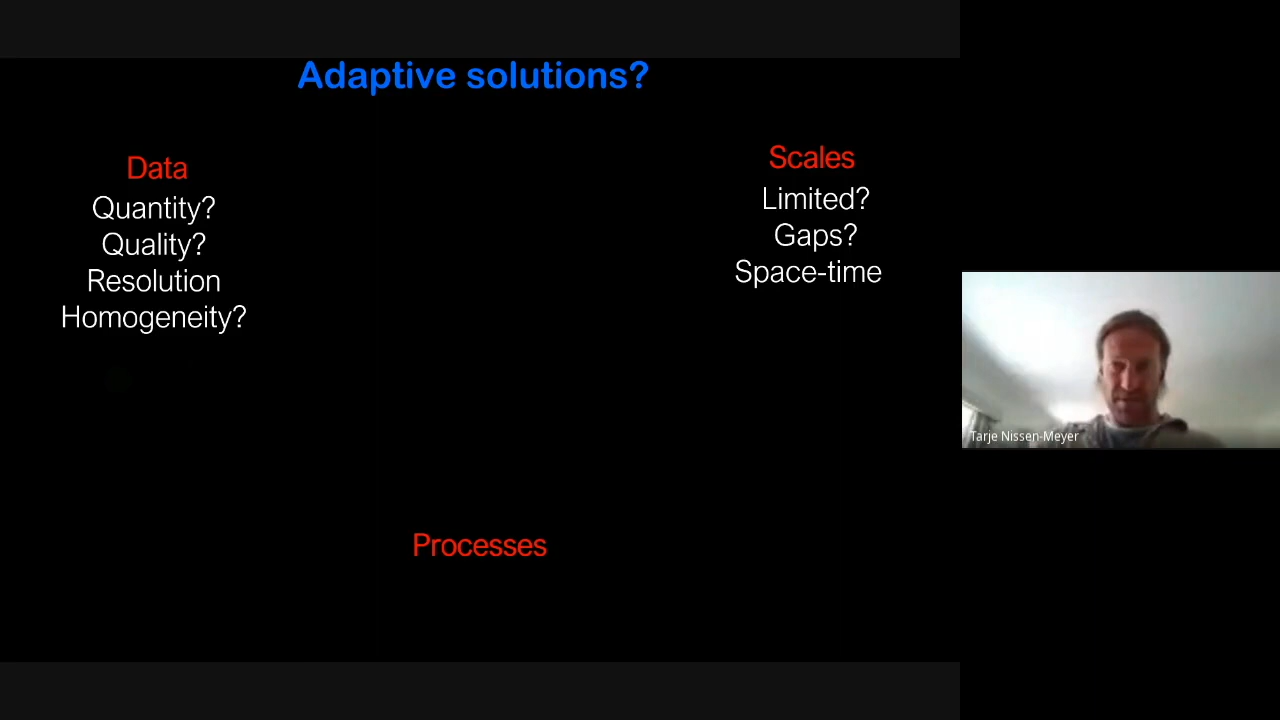 Adaptive solutions?
Data
Quantity?
Quality?
Resolution
Homogeneity?
Scales
Limited?
Gaps?
Space-time
Processes
Tarje Nissen-Meyer